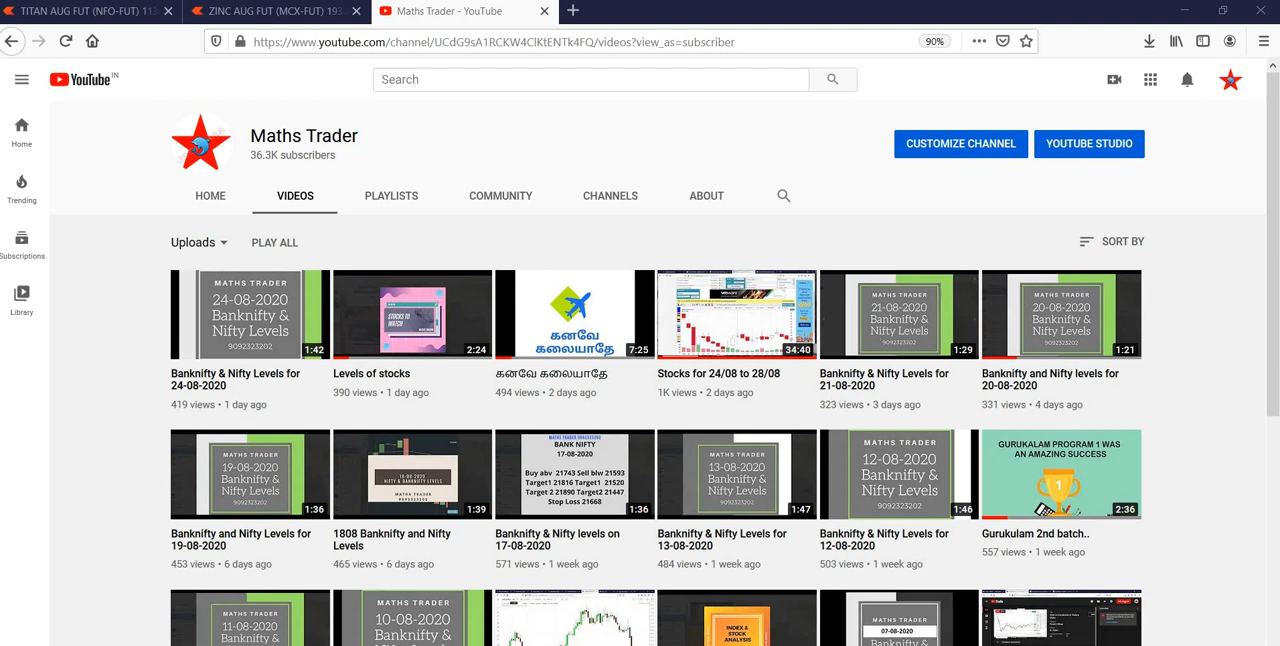 TITAN AUG FUT (NFO-FUT) 113
ZINC AUG FUT (MCX-FUT) 193
Maths Trader - YouTube
https://www.youtube.com/channel/UCcG9sA1RCKW4ClKtENTk4FQ/videos?view_as=subscriber
90%
YouTube IN
Search
Home
Trending
Subscriptions
Library
Maths Trader
36.3K subscribers
CUSTOMIZE CHANNEL
YOUTUBE STUDIO
HOME VIDEOS PLAYLISTS COMMUNITY CHANNELS ABOUT
Uploads PLAY ALL SORT BY
MATHS TRADER
24-08-2020
Banknifty &
Nifty Levels
9092323202
1:42
STOCKS TO
WATCH
2:24
கனவே
கலையாதே
7:25
34:40
MATHS TRADER
21-08-2020
Banknifty &
Nifty Levels
9092323202
1:29
MATHS TRADER
20-08-2020
Banknifty &
Nifty Levels
9092323202
1:21
Banknifty & Nifty Levels for
24-08-2020
419 views • 1 day ago
Levels of stocks
390 views • 1 day ago
கனவே கலையாதே
494 views • 2 days ago
Stocks for 24/08 to 28/08
1K views • 2 days ago
Banknifty & Nifty Levels for
21-08-2020
323 views • 3 days ago
Banknifty and Nifty levels for
20-08-2020
331 views • 4 days ago
MATHS TRADER
19-08-2020
Banknifty &
Nifty Levels
9092323202
1:36
18-08-2020
NIFTY & BANKNIFTY LEVELS
MATHS TRADER
1:39
MATHS TRADER 9092323202
BANK NIFTY
17-08-2020
Buy abv 21743 Sell blw 21593
Target1 21816 Target1 21520
Target 2 21890 Target2 21447
Stop Loss 21668
1:36
MATHS TRADER
13-08-2020
Banknifty &
Nifty Levels
9092323202
1:47
MATHS TRADER
12-08-2020
Banknifty &
Nifty Levels
9092323202
1:46
GURUKALAM PROGRAM 1 WAS
AN AMAZING SUCCESS
1
2:36
Banknifty and Nifty Levels for
19-08-2020
453 views • 6 days ago
1808 Banknifty and Nifty
Levels
465 views • 6 days ago
Banknifty & Nifty levels on
17-08-2020
571 views • 1 week ago
Banknifty & Nifty Levels for
13-08-2020
484 views • 1 week ago
Banknifty & Nifty Levels for
12-08-2020
503 views • 1 week ago
Gurukulam 2nd batch..
557 views • 1 week ago
MATHS TRADER
11-08-2020
Banknifty &
MATHS TRADER
10-08-2020
Banknifty &
INDEX &
STOCK
ANALYSIS
MATHS TRADER
07-08-2020
Banknifty &